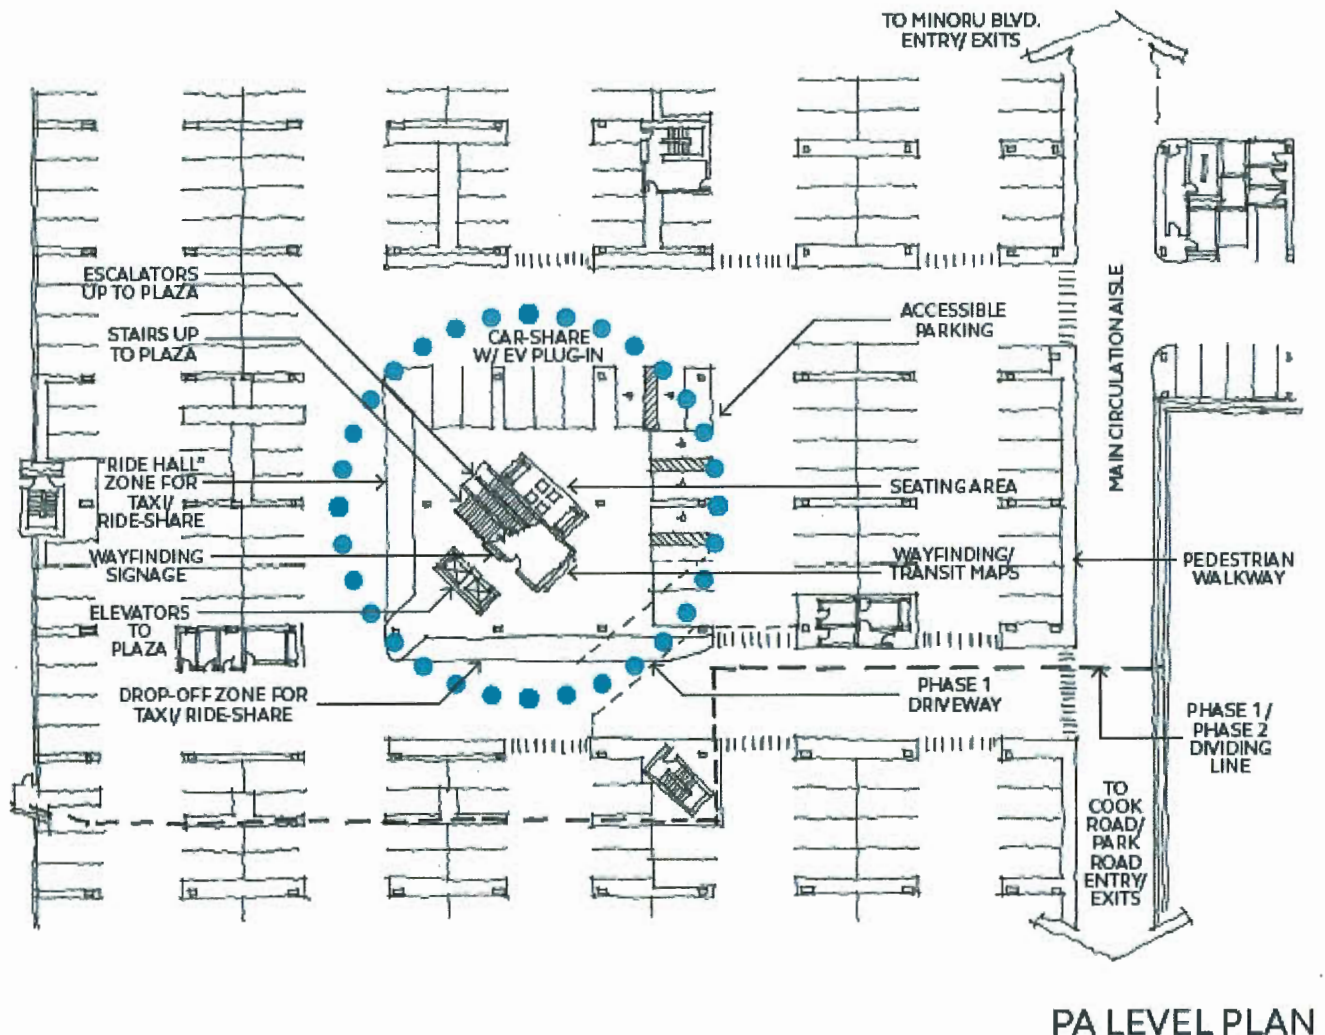 TO MINORU BLVD.
ENTRY/ EXITS
ESCALATORS
UP TO PLAZA
STAIRS UP
TO PLAZA
CAR-SHARE
W/ EV PLUG-IN
ACCESSIBLE
PARKING
MAIN CIRCULATION AISLE
"RIDE HALL"
ZONE FOR
TAXI/
RIDE-SHARE
SEATING AREA
WAYFINDING
SIGNAGE
WAYFINDING/
TRANSIT MAPS
PEDESTRIAN
WALKWAY
ELEVATORS
TO
PLAZA
DROP-OFF ZONE FOR
TAXI/ RIDE-SHARE
PHASE 1
DRIVEWAY
PHASE 1/
PHASE 2
DIVIDING
LINE
TO
COOK
ROAD/
PARK
ROAD
ENTRY/
EXITS
PA LEVEL PLAN